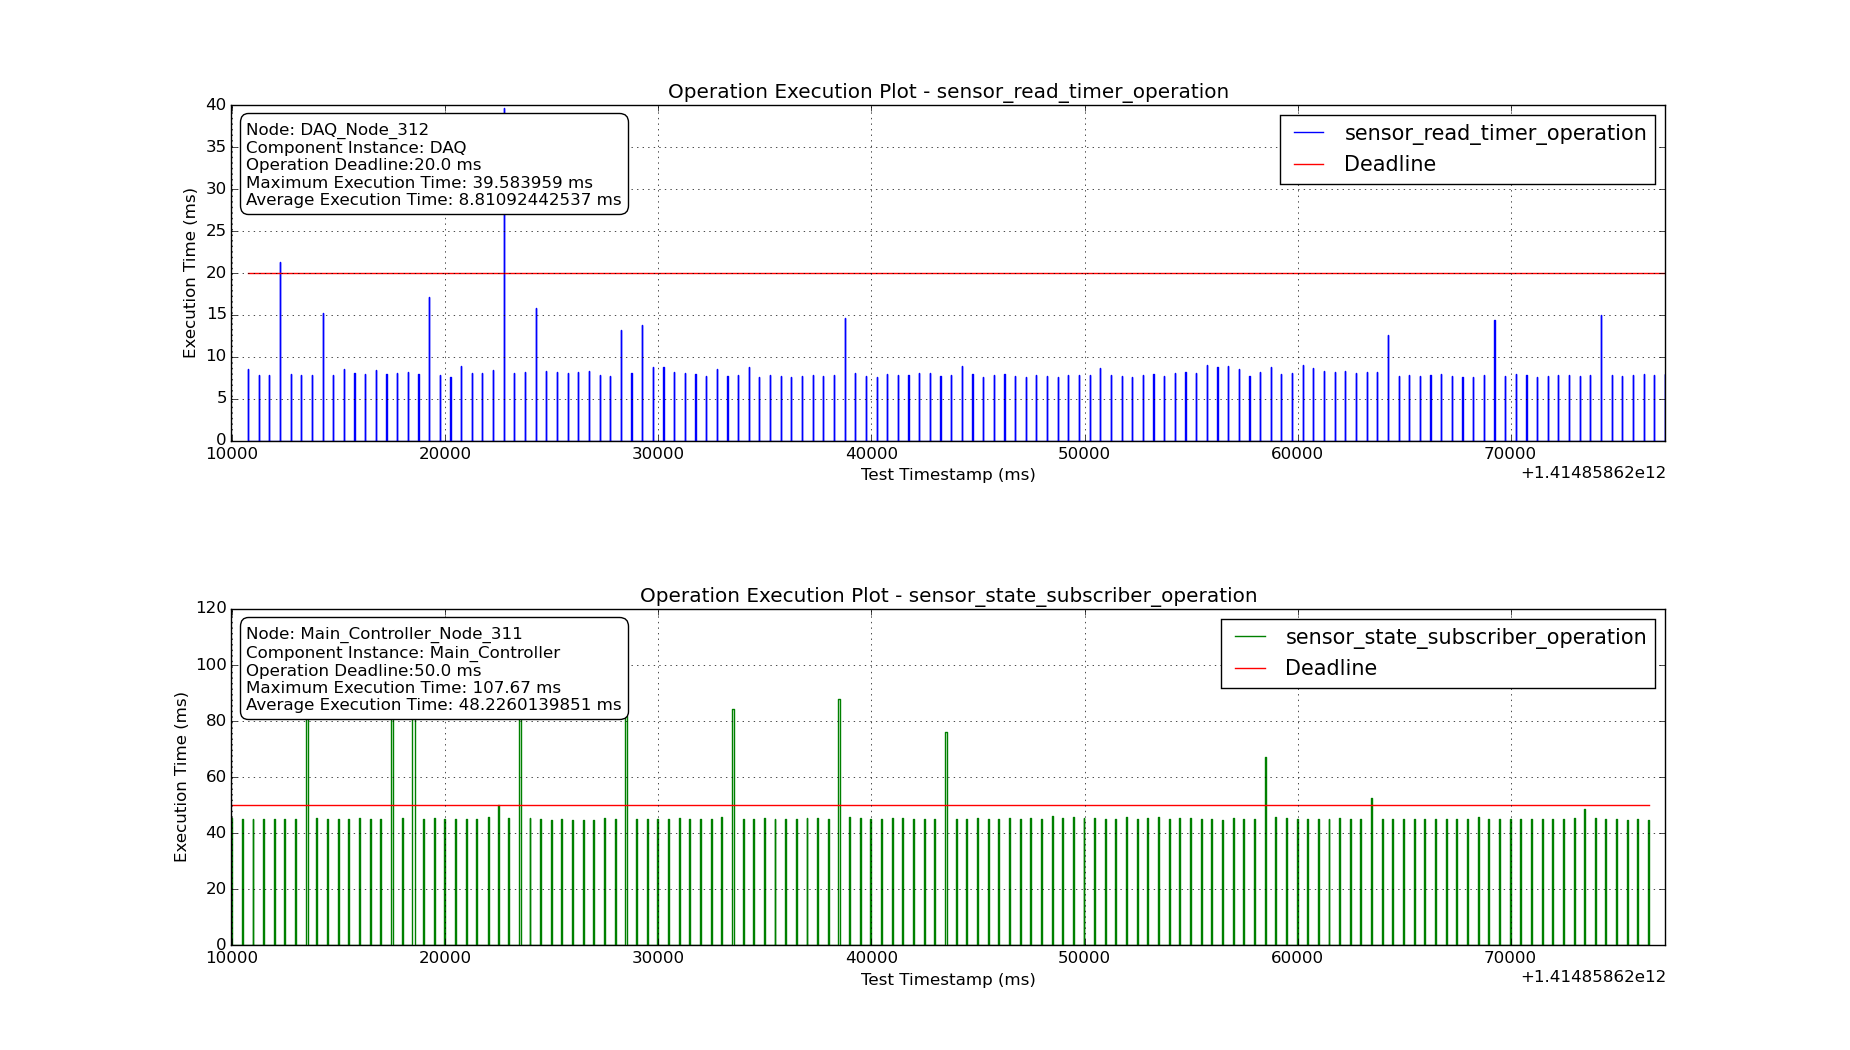 Operation Execution Plot - sensor_read_timer_operation
40
35
30
25
20
15
10
5
0
Execution Time (ms)
Node: DAQ_Node_312
Component Instance: DAQ
Operation Deadline:20.0 ms
Maximum Execution Time: 39.583959 ms
Average Execution Time: 8.81092442537 ms
sensor_read_timer_operation
Deadline
10000 20000 30000 40000 50000 60000 70000
Test Timestamp (ms)
+1.41485862e12
Operation Execution Plot - sensor_state_subscriber_operation
120
100
80
60
40
20
0
Execution Time (ms)
Node: Main_Controller_Node_311
Component Instance: Main_Controller
Operation Deadline:50.0 ms
Maximum Execution Time: 107.67 ms
Average Execution Time: 48.2260139851 ms
sensor_state_subscriber_operation
Deadline
10000 20000 30000 40000 50000 60000 70000
Test Timestamp (ms)
+1.41485862e12